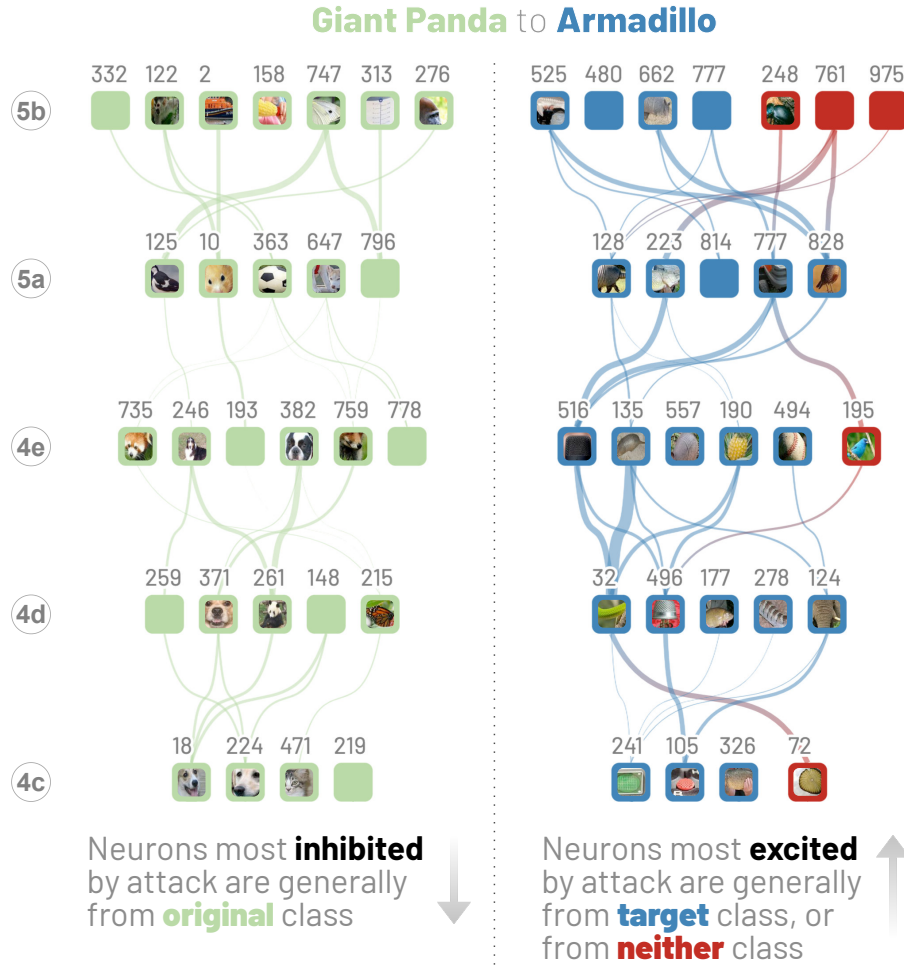 Giant Panda to Armadillo
332 122 2 158 747 313 276 525 480 662 777 248 761 975
5b
125 10 363 647 796 128 223 814 777 828
5a
735 246 193 382 759 778 516 135 557 190 494 195
4e
259 371 261 148 215 32 496 177 278 124
4d
18 224 471 219 241 105 326 72
4c
Neurons most inhibited
by attack are generally
from original class
Neurons most excited
by attack are generally
from target class, or
from neither class